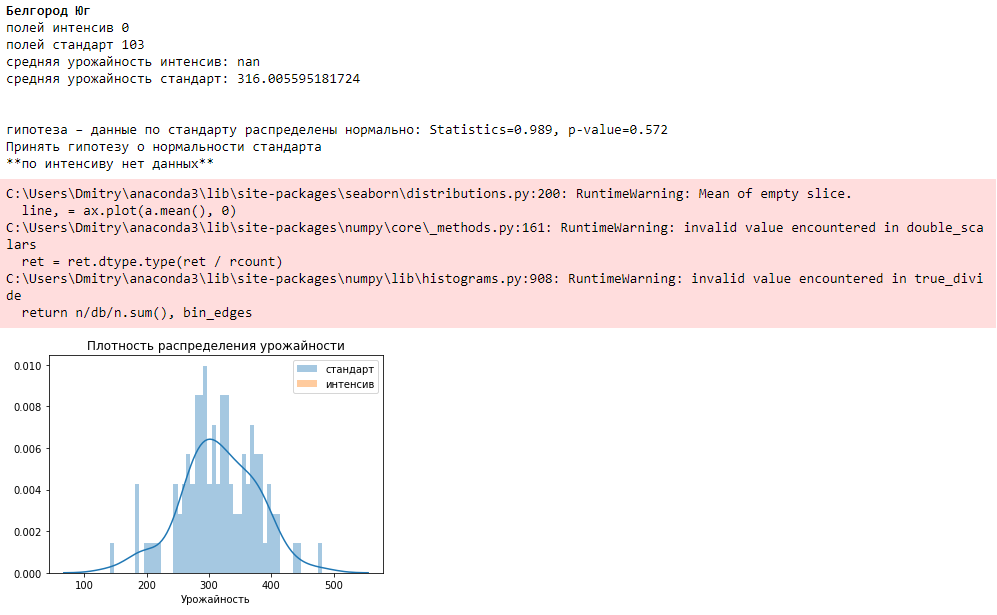 Белгород Юг
полей интенсив 0
полей стандарт 103
средняя урожайность интенсив: nan
средняя урожайность стандарт: 316.005595181724
гипотеза – данные по стандарту распределены нормально: Statistics=0.989, p-value=0.572
Принять гипотезу о нормальности стандарта
**по интенсиву нет данных**
C:\Users\Dmitry\anaconda3\lib\site-packages\seaborn\distributions.py:200: RuntimeWarning: Mean of empty slice.
  line, = ax.plot(a.mean(), 0)
C:\Users\Dmitry\anaconda3\lib\site-packages\numpy\core\_methods.py:161: RuntimeWarning: invalid value encountered in double_sca
lars
  ret = ret.dtype.type(ret / rcount)
C:\Users\Dmitry\anaconda3\lib\site-packages\numpy\lib\histograms.py:908: RuntimeWarning: invalid value encountered in true_divi
de
  return n/db/n.sum(), bin_edges
Плотность распределения урожайности
стандарт
интенсив
0.010
0.008
0.006
0.004
0.002
0.000
100 200 300 400 500
Урожайность